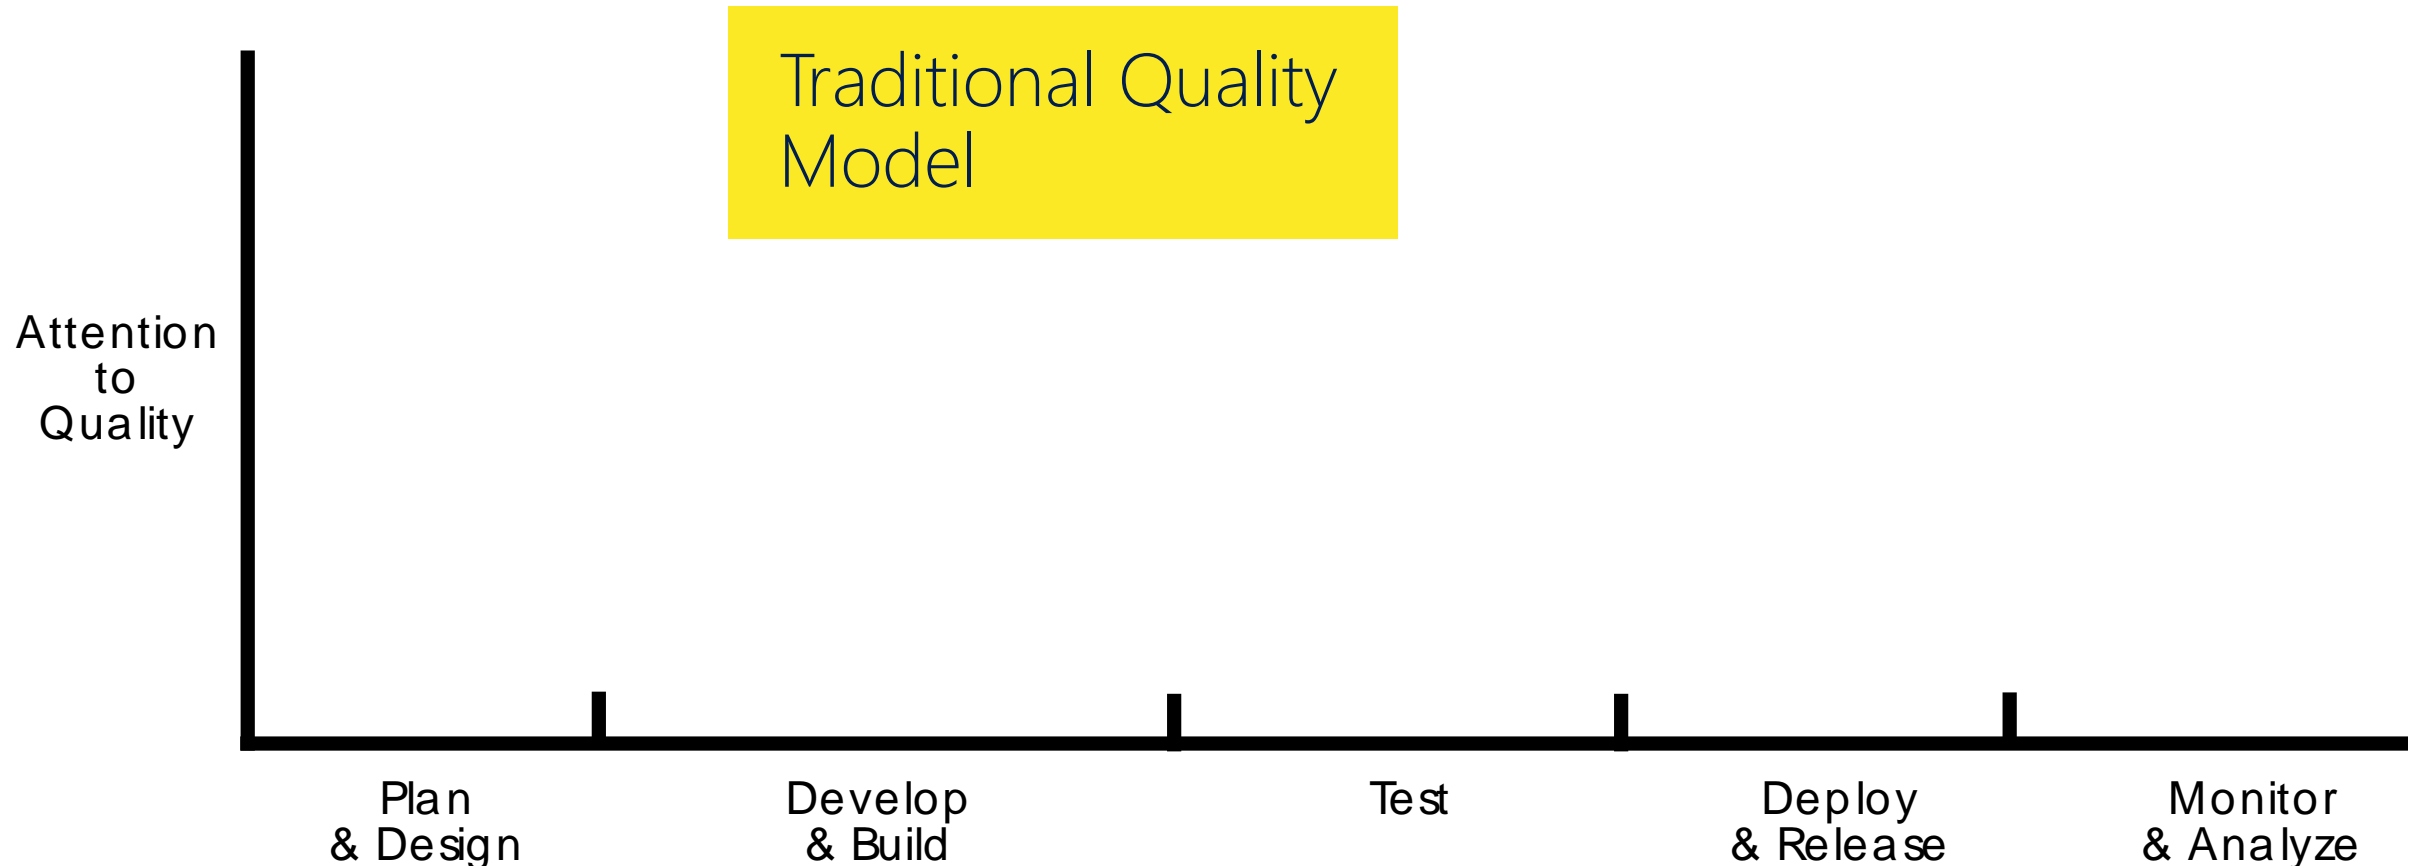 Traditional Quality
Model
Attention
to
Quality
Plan
& Design
Develop
& Build
Test
Deploy
& Release
Monitor
& Analyze